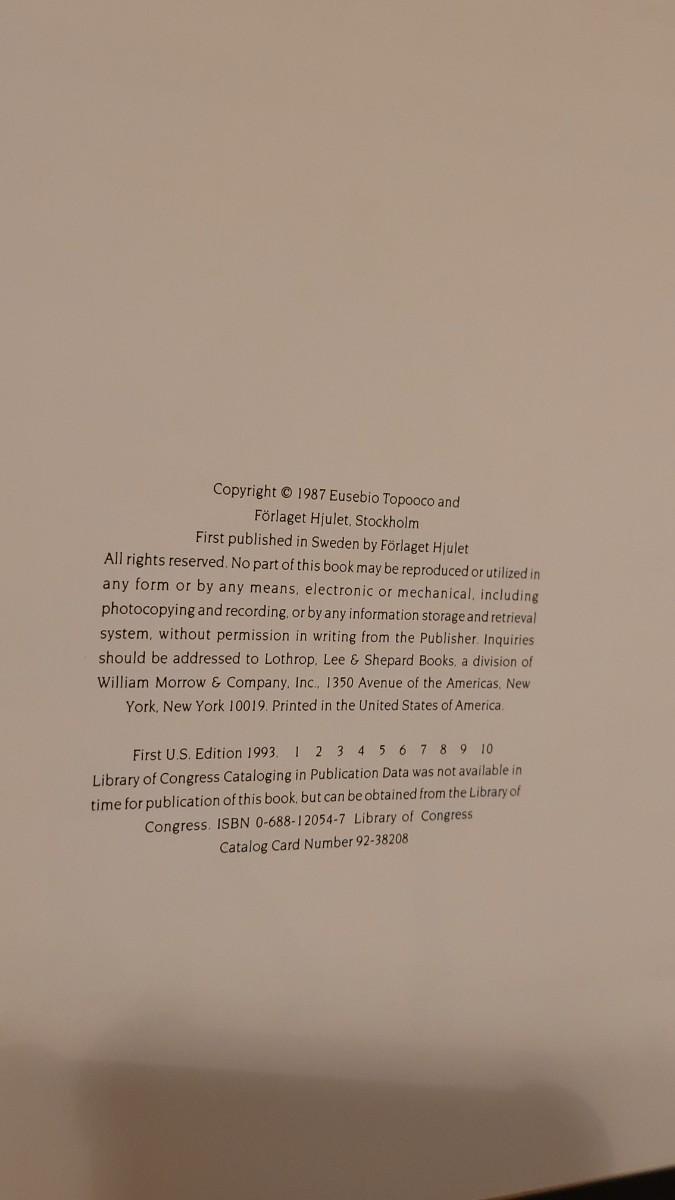 Copyright © 1987 Eusebio Topooco and
Förlaget Hjulet, Stockholm
First published in Sweden by Förlaget Hjulet
All rights reserved. No part of this book may be reproduced or utilized in
any form or by any means, electronic or mechanical, including
photocopying and recording, or by any information storage and retrieval
system, without permission in writing from the Publisher. Inquiries
should be addressed to Lothrop, Lee & Shepard Books, a division of
William Morrow & Company, Inc., 1350 Avenue of the Americas, New
York, New York 10019. Printed in the United States of America.
First U.S. Edition 1993. 1 2 3 4 5 6 7 8 9 10
Library of Congress Cataloging in Publication Data was not available in
time for publication of this book, but can be obtained from the Library of
Congress. ISBN 0-688-12054-7 Library of Congress
Catalog Card Number 92-38208